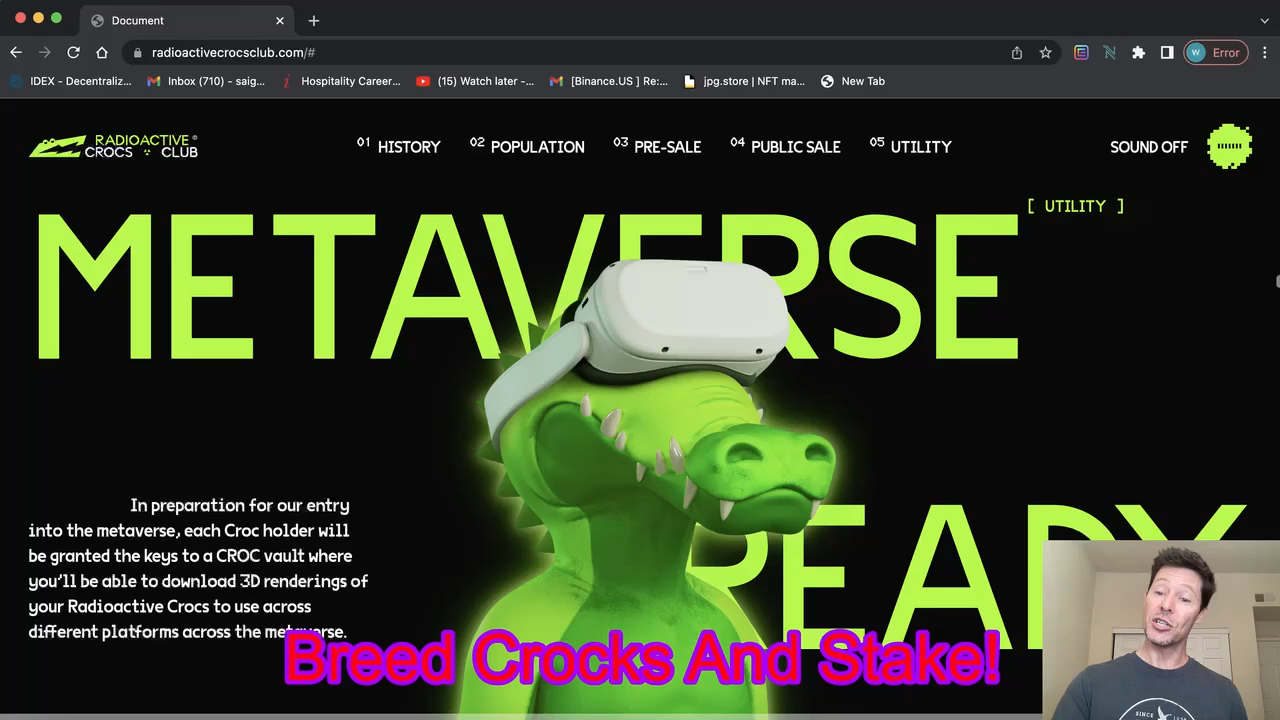 Document
radioactivecrocsclub.com/#
Error
W
IDEX - Decentraliz...
Inbox (710) - saig...
Hospitality Career...
(15) Watch later -...
[Binance.US ] Re:...
jpg.store | NFT ma...
New Tab
RADIOACTIVE
CROCS CLUB
01 HISTORY
02 POPULATION
03 PRE-SALE
04 PUBLIC SALE
05 UTILITY
SOUND OFF
[ UTILITY ]
METAVERSE
READY
In preparation for our entry
into the metaverse, each Croc holder will
be granted the keys to a CROC vault where
you'll be able to download 3D renderings of
your Radioactive Crocs to use across
different platforms across the metaverse.
Breed Crocks And Stake!
SINCE